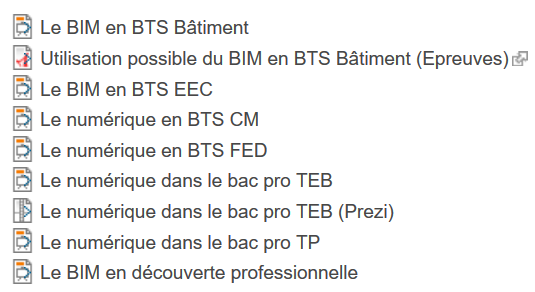 Le BIM en BTS Bâtiment
Utilisation possible du BIM en BTS Bâtiment (Epreuves)
Le BIM en BTS EEC
Le numérique en BTS CM
Le numérique en BTS FED
Le numérique dans le bac pro TEB
Le numérique dans le bac pro TEB (Prezi)
Le numérique dans le bac pro TP
Le BIM en découverte professionnelle